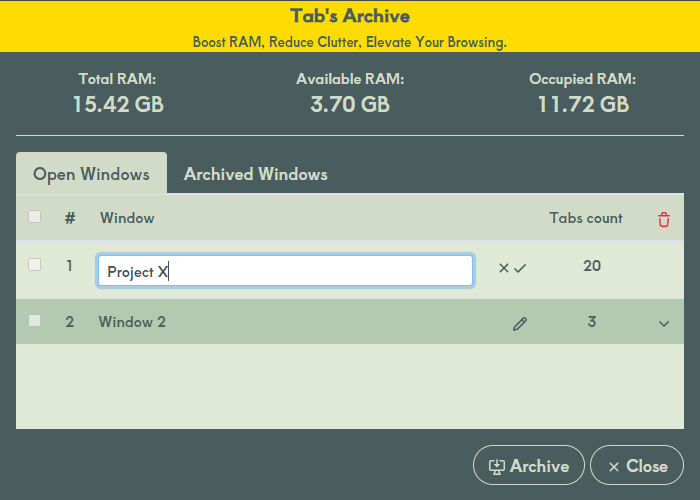 Tab's Archive
Boost RAM, Reduce Clutter, Elevate Your Browsing.
Total RAM: Available RAM: Occupied RAM:
15.42 GB 3.70 GB 11.72 GB
Open Windows Archived Windows
# Window Tabs count
1 Project X 20
2 Window 2 3
Archive Close